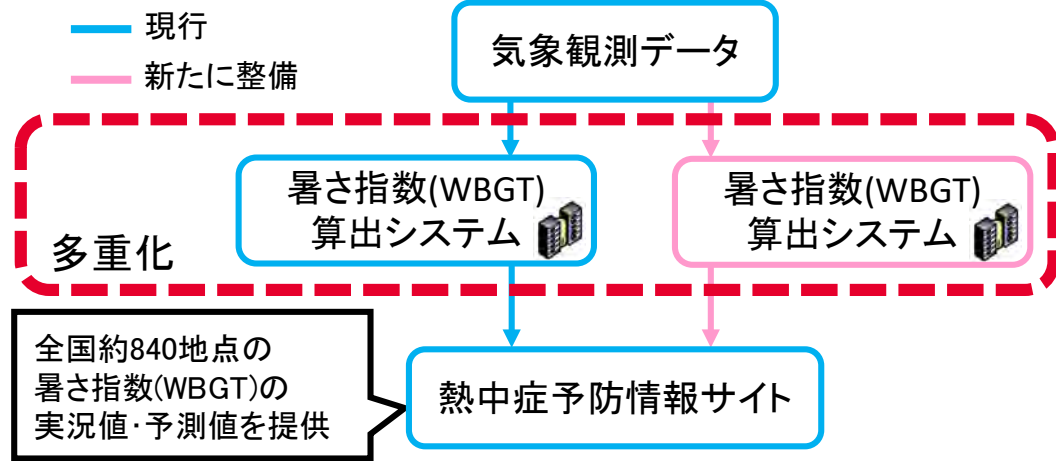 現行
新たに整備
気象観測データ
暑さ指数(WBGT)
算出システム
暑さ指数(WBGT)
算出システム
多重化
全国約840地点の
暑さ指数(WBGT)の
実況値･予測値を提供
熱中症予防情報サイト